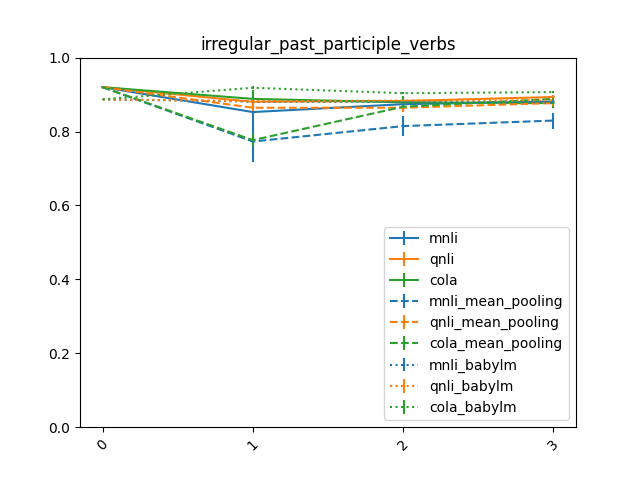 irregular_past_participle_verbs
1.0
0.8
0.6
0.4
0.2
0.0
0
1
2
3
mnli
qnli
cola
mnli_mean_pooling
qnli_mean_pooling
cola_mean_pooling
mnli_babylm
qnli_babylm
cola_babylm